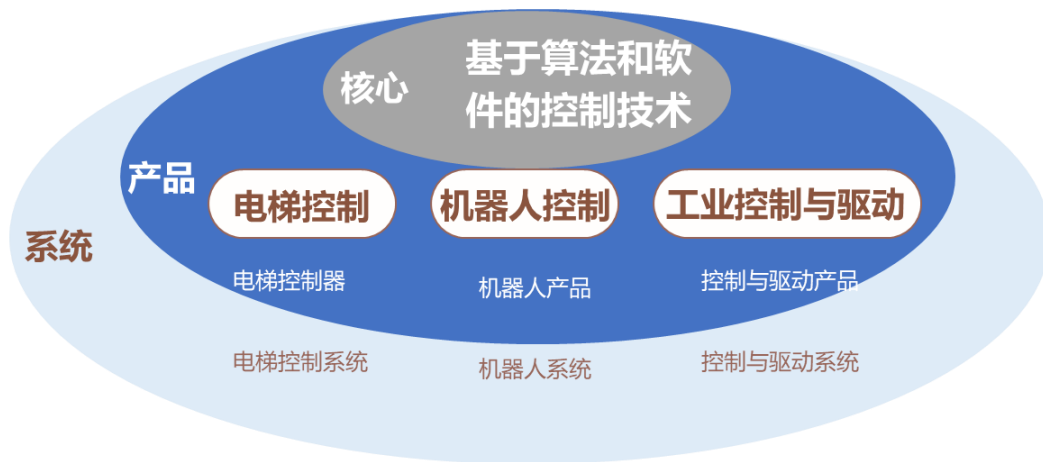 基于算法和软
件的控制技术
核心
产品
电梯控制
机器人控制
工业控制与驱动
系统
电梯控制器
机器人产品
控制与驱动产品
电梯控制系统
机器人系统
控制与驱动系统